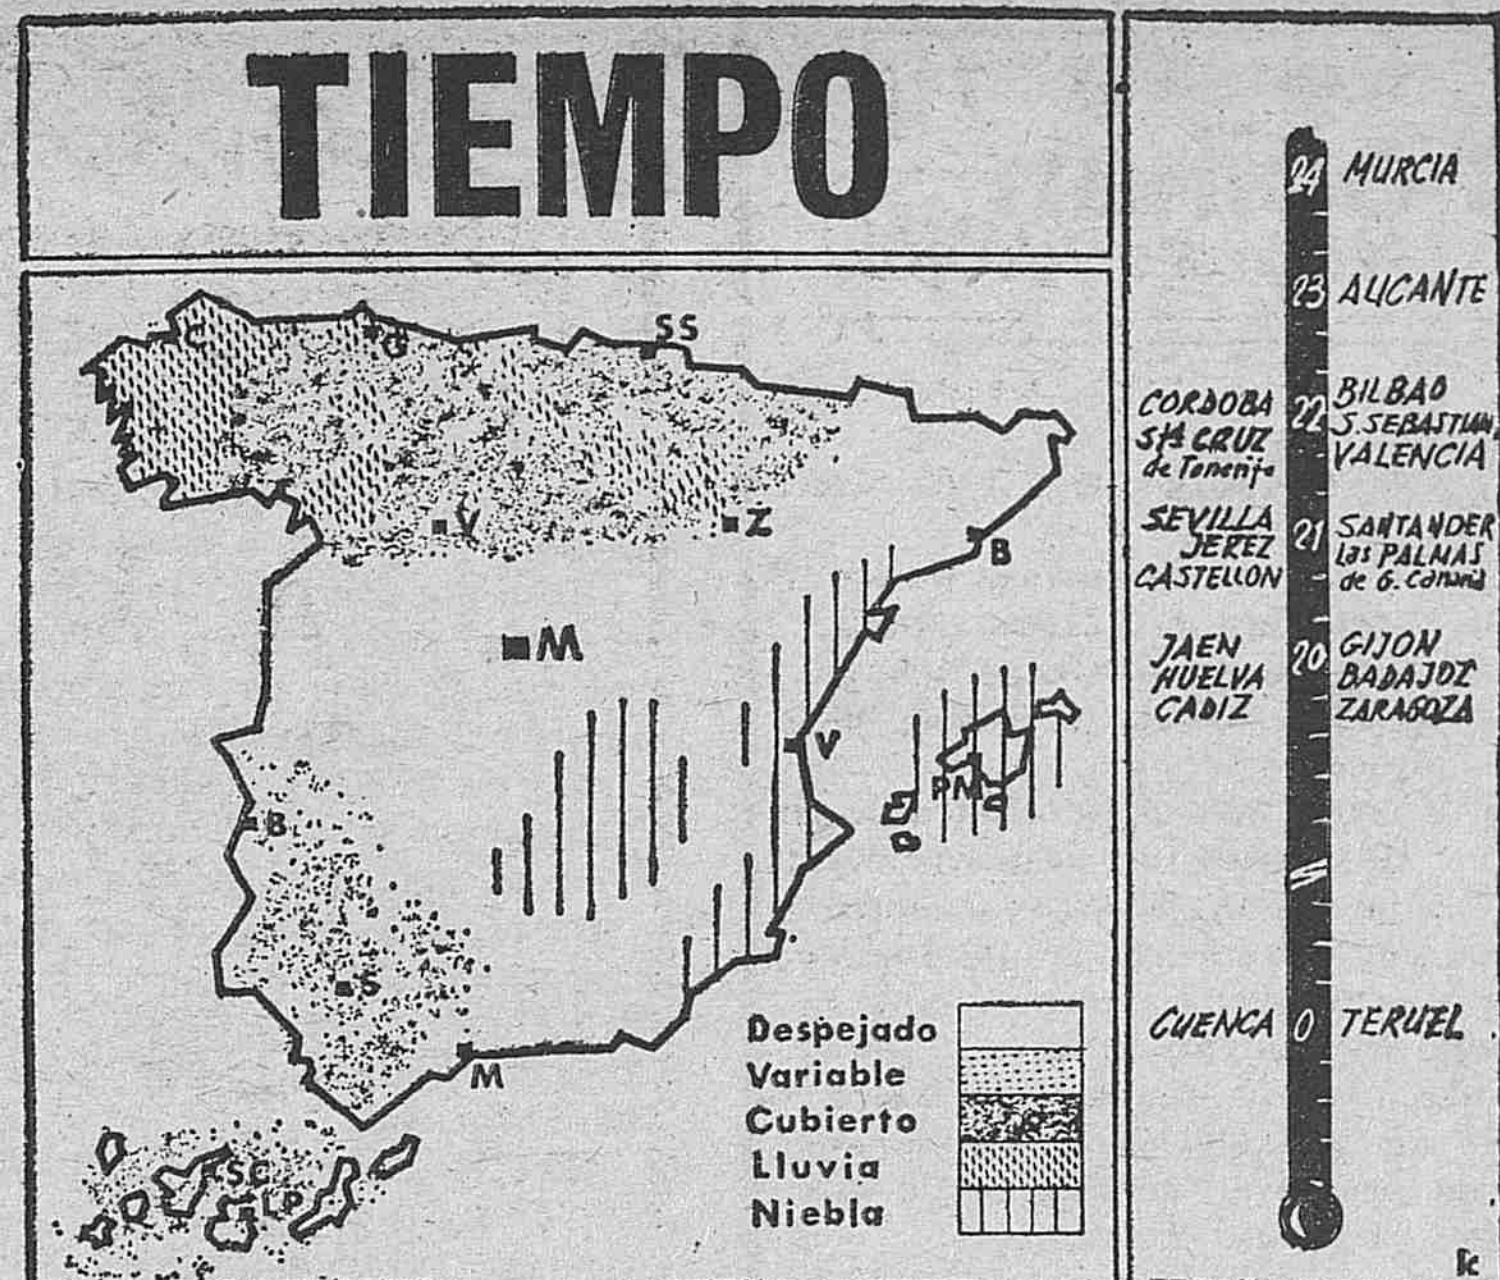 TIEMPO
C
G
SS
V
Z
B
M
V
PM
B
S
M
SC
LP
Despejado
Variable
Cubierto
Lluvia
Niebla
24 MURCIA
23 ALICANTE
CORDOBA 22 BILBAO
Sta CRUZ S. SEBASTIAN
de Tenerife VALENCIA
SEVILLA 21 SANTANDER
JEREZ Las PALMAS
CASTELLON de G. Canaria
JAEN 20 GIJON
HUELVA BADAJOZ
CADIZ ZARAGOZA
CUENCA 0 TERUEL